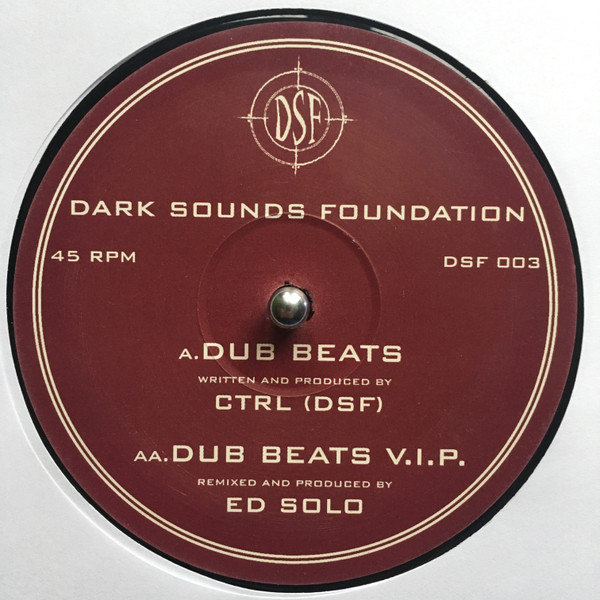 DSF
DARK SOUNDS FOUNDATION
45 RPM
DSF 003
A.DUB BEATS
WRITTEN AND PRODUCED BY
CTRL (DSF)
AA.DUB BEATS V.I.P.
REMIXED AND PRODUCED BY
ED SOLO